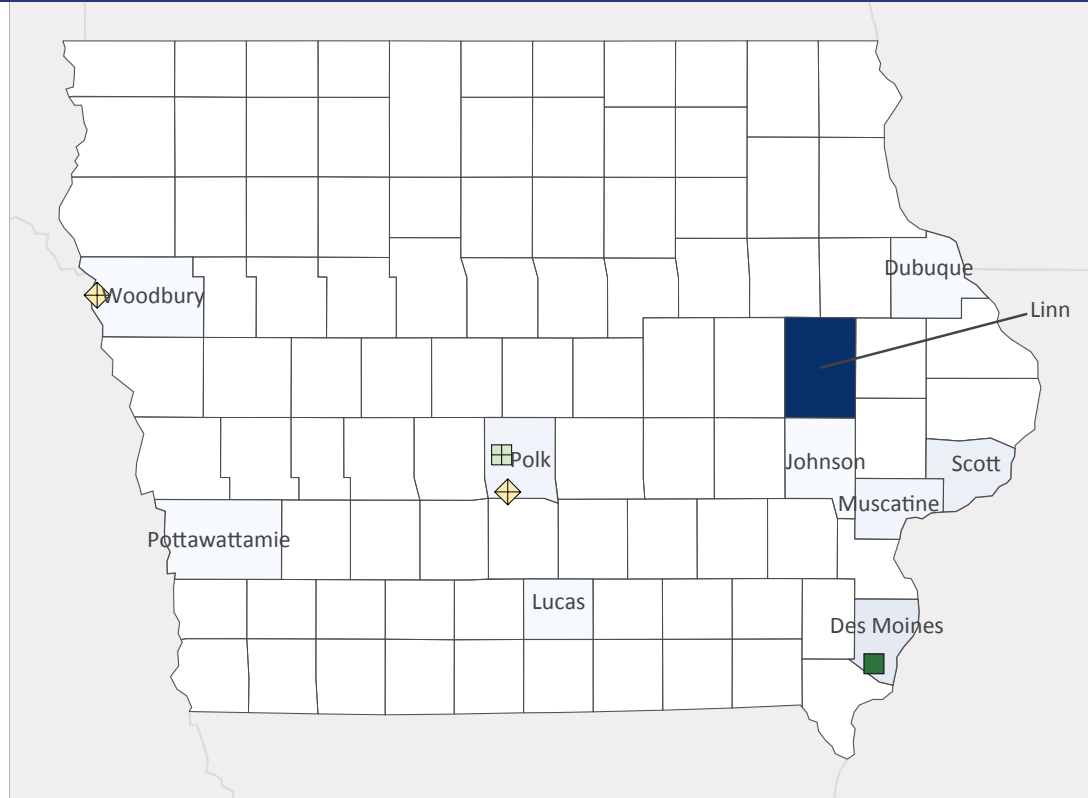 Dubuque
Woodbury
Linn
Polk
Johnson
Scott
Muscatine
Pottawattamie
Lucas
Des Moines